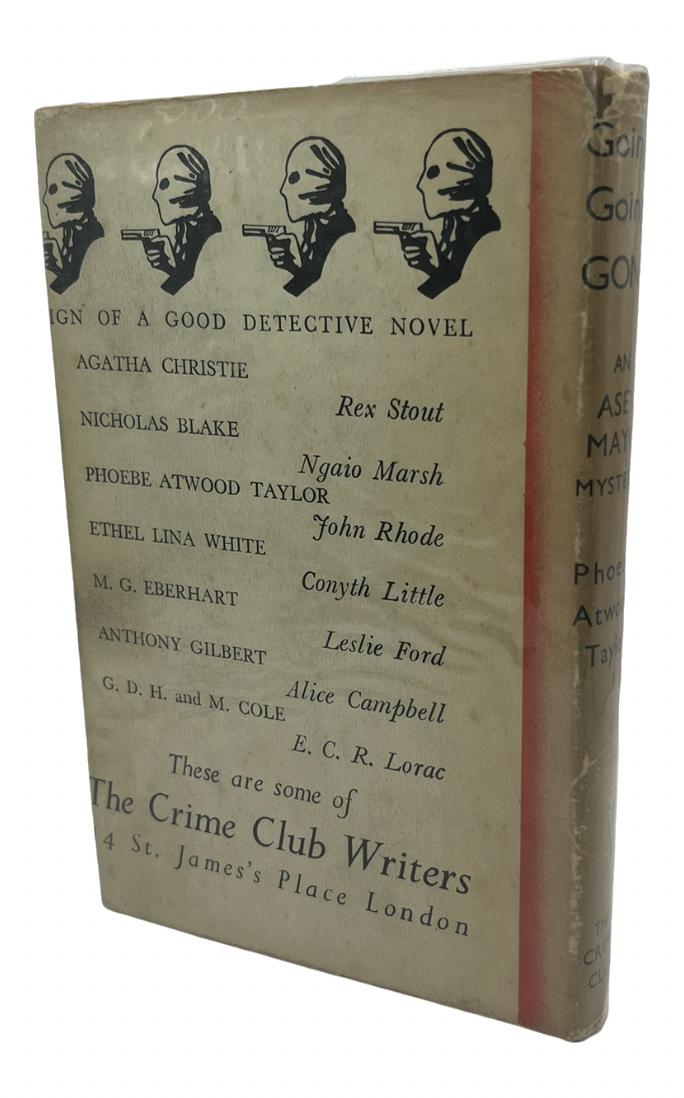 IGN OF A GOOD DETECTIVE NOVEL
AGATHA CHRISTIE
Rex Stout
NICHOLAS BLAKE
Ngaio Marsh
PHOEBE ATWOOD TAYLOR
John Rhode
ETHEL LINA WHITE
Conyth Little
M. G. EBERHART
Leslie Ford
ANTHONY GILBERT
Alice Campbell
G. D. H. and M. COLE
E. C. R. Lorac
These are some of
The Crime Club Writers
4 St. James's Place London
Goin
Goin
GON
AN
ASE
MAY
MYSTE
Phoe
Atwo
Taylo
TH
CRI
CLU